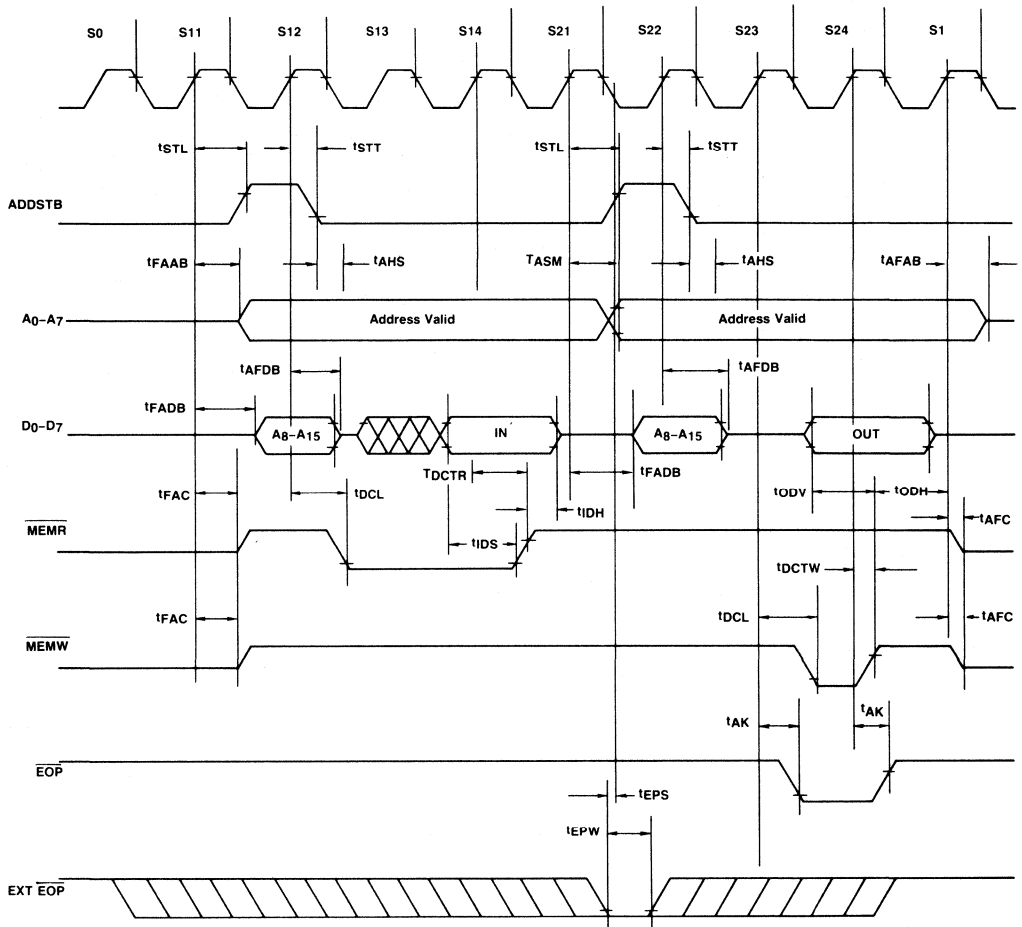 S0 S11 S12 S13 S14 S21 S22 S23 S24 S1
tSTL tSTT tSTL tSTT
ADDSTB
tFAAB tAHS TASM tAHS tAFAB
A0–A7 Address Valid Address Valid
tAFDB tAFDB
tFADB
D0–D7 A8–A15 IN A8–A15 OUT
TDCTR tFADB
tFAC tDCL tIDH tODV tODH
tAFC
MEMR tIDS
tDCTW
tFAC tDCL tAFC
MEMW
tAK tAK
EOP
tEPS
tEPW
EXT EOP